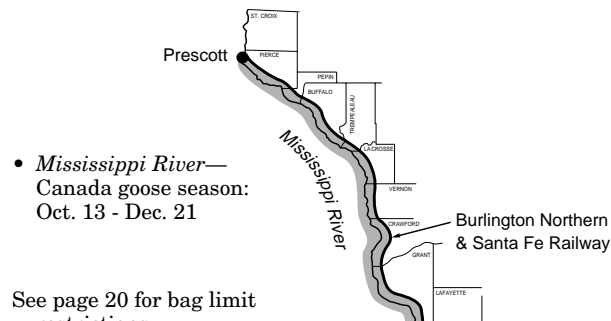 ST. CROIX
Prescott
PIERCE
PEPIN
BUFFALO
TREMPEALEAU
LA CROSSE
Mississippi River
• Mississippi River—
Canada goose season:
Oct. 13 - Dec. 21
VERNON
CRAWFORD
Burlington Northern
& Santa Fe Railway
GRANT
LAFAYETTE
See page 20 for bag limit